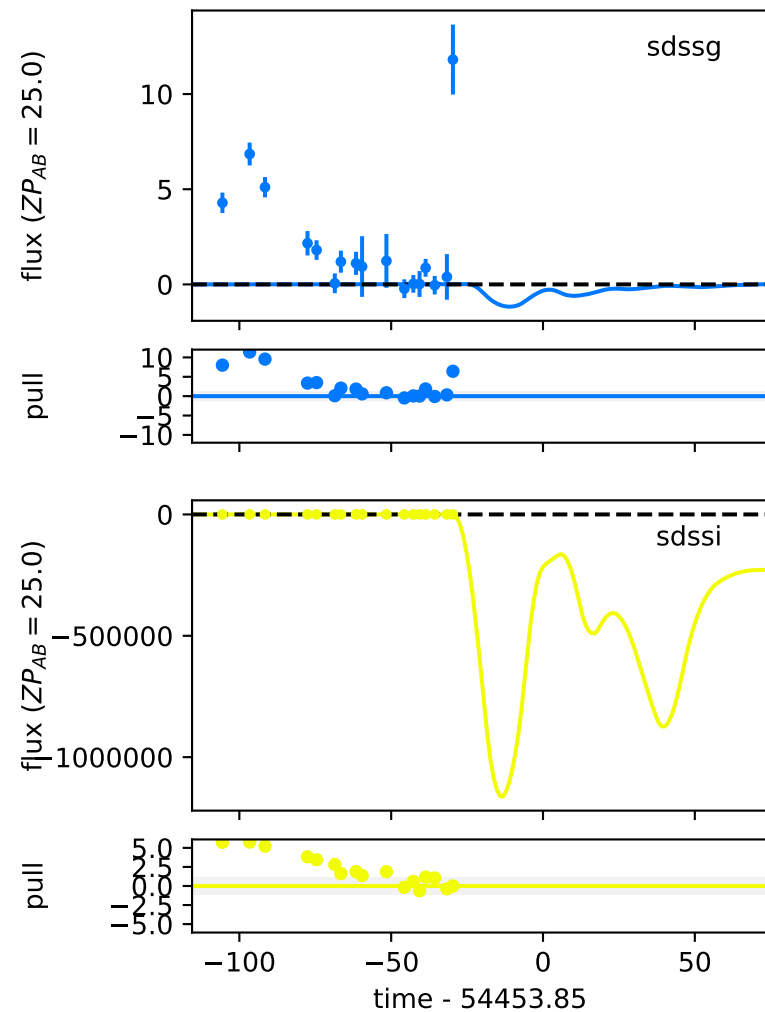 sdssg
flux (ZP_AB = 25.0)
10
5
0
pull
10
5
0
−5
−10
sdssi
flux (ZP_AB = 25.0)
0
−500000
−1000000
pull
5.0
2.5
0.0
−2.5
−5.0
−100
−50
0
50
time - 54453.85